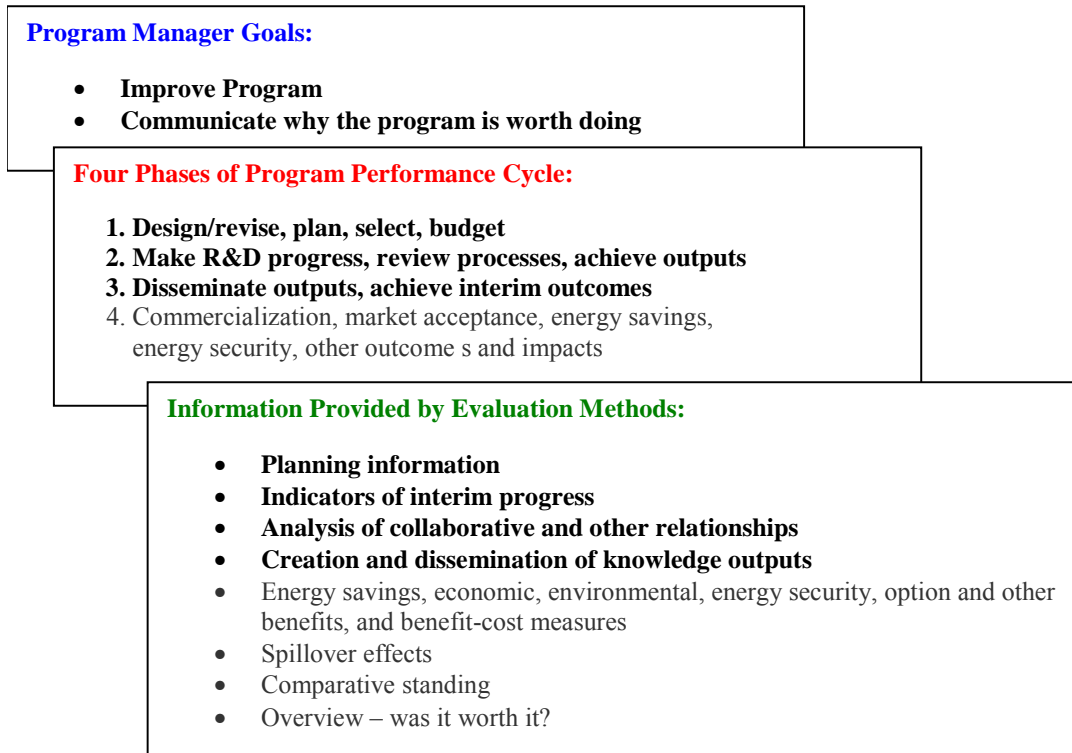 Program Manager Goals:
• Improve Program
• Communicate why the program is worth doing
Four Phases of Program Performance Cycle:
1. Design/revise, plan, select, budget
2. Make R&D progress, review processes, achieve outputs
3. Disseminate outputs, achieve interim outcomes
4. Commercialization, market acceptance, energy savings,
energy security, other outcome s and impacts
Information Provided by Evaluation Methods:
• Planning information
• Indicators of interim progress
• Analysis of collaborative and other relationships
• Creation and dissemination of knowledge outputs
• Energy savings, economic, environmental, energy security, option and other
benefits, and benefit-cost measures
• Spillover effects
• Comparative standing
• Overview – was it worth it?